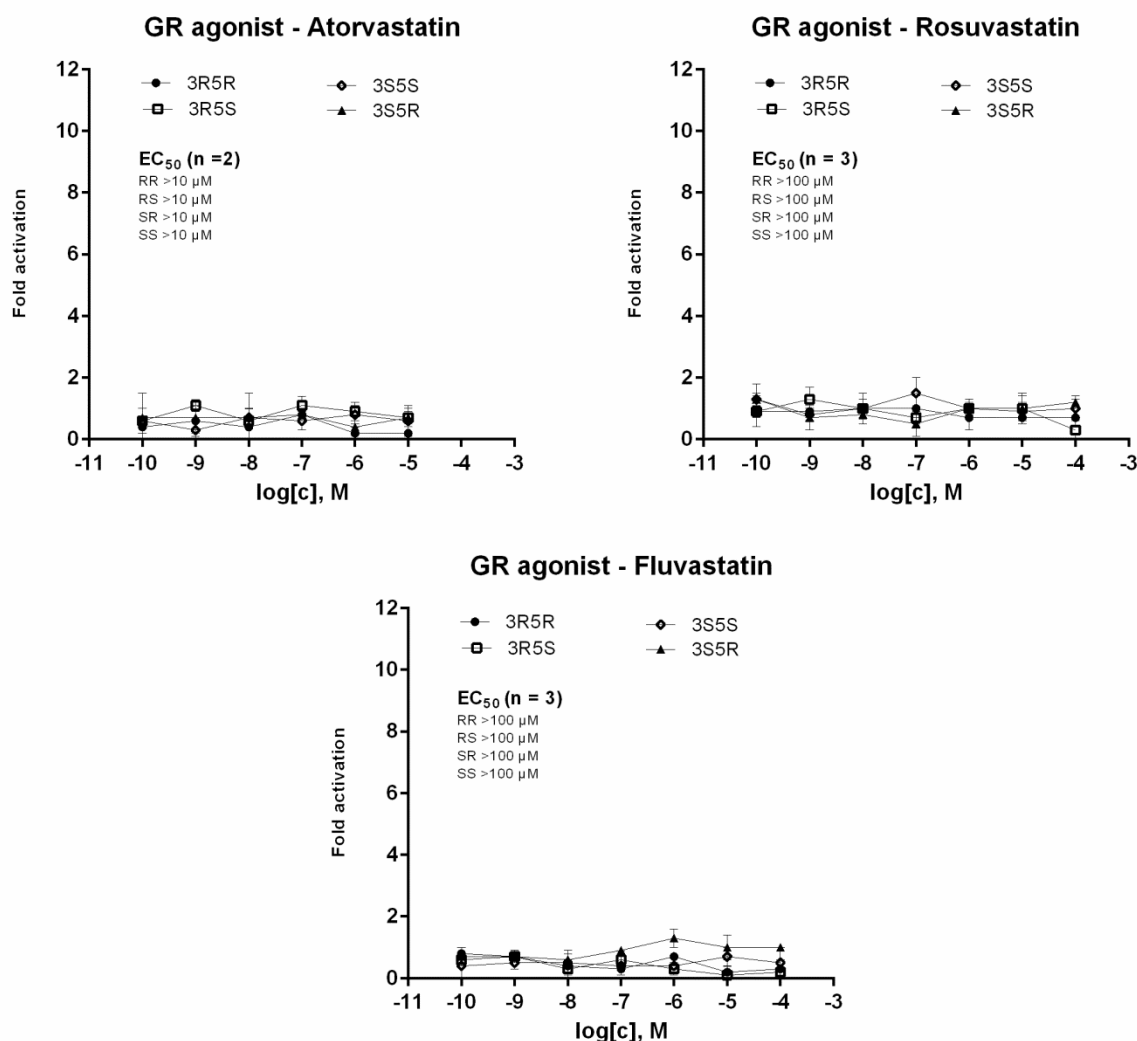 GR agonist - Atorvastatin
12
10
8
6
4
2
0
Fold activation
3R5R
3S5S
3R5S
3S5R
EC50 (n =2)
RR >10 µM
RS >10 µM
SR >10 µM
SS >10 µM
-11 -10 -9 -8 -7 -6 -5 -4 -3
log[c], M
GR agonist - Rosuvastatin
12
10
8
6
4
2
0
Fold activation
3R5R
3S5S
3R5S
3S5R
EC50 (n = 3)
RR >100 µM
RS >100 µM
SR >100 µM
SS >100 µM
-11 -10 -9 -8 -7 -6 -5 -4 -3
log[c], M
GR agonist - Fluvastatin
12
10
8
6
4
2
0
Fold activation
3R5R
3S5S
3R5S
3S5R
EC50 (n = 3)
RR >100 µM
RS >100 µM
SR >100 µM
SS >100 µM
-11 -10 -9 -8 -7 -6 -5 -4 -3
log[c], M